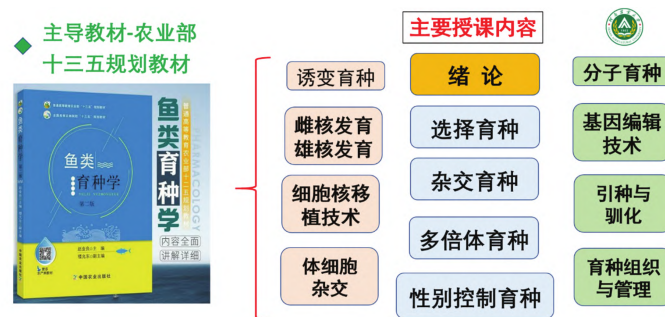 主导教材-农业部
十三五规划教材
鱼类
育种学
第二版
中国农业出版社
鱼类育种学
PHARMACOLOGY
内容全面
讲解详细
主要授课内容
诱变育种
雌核发育
雄核发育
细胞核移
植技术
体细胞
杂交
绪 论
选择育种
杂交育种
多倍体育种
性别控制育种
分子育种
基因编辑
技术
引种与
驯化
育种组织
与管理